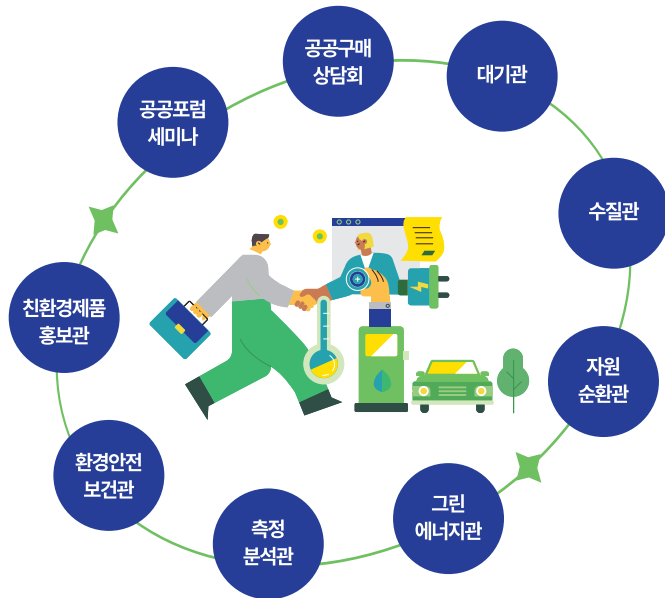 공공구매
상담회
대기관
수질관
자원
순환관
그린
에너지관
측정
분석관
환경안전
보건관
친환경제품
홍보관
공공포럼
세미나